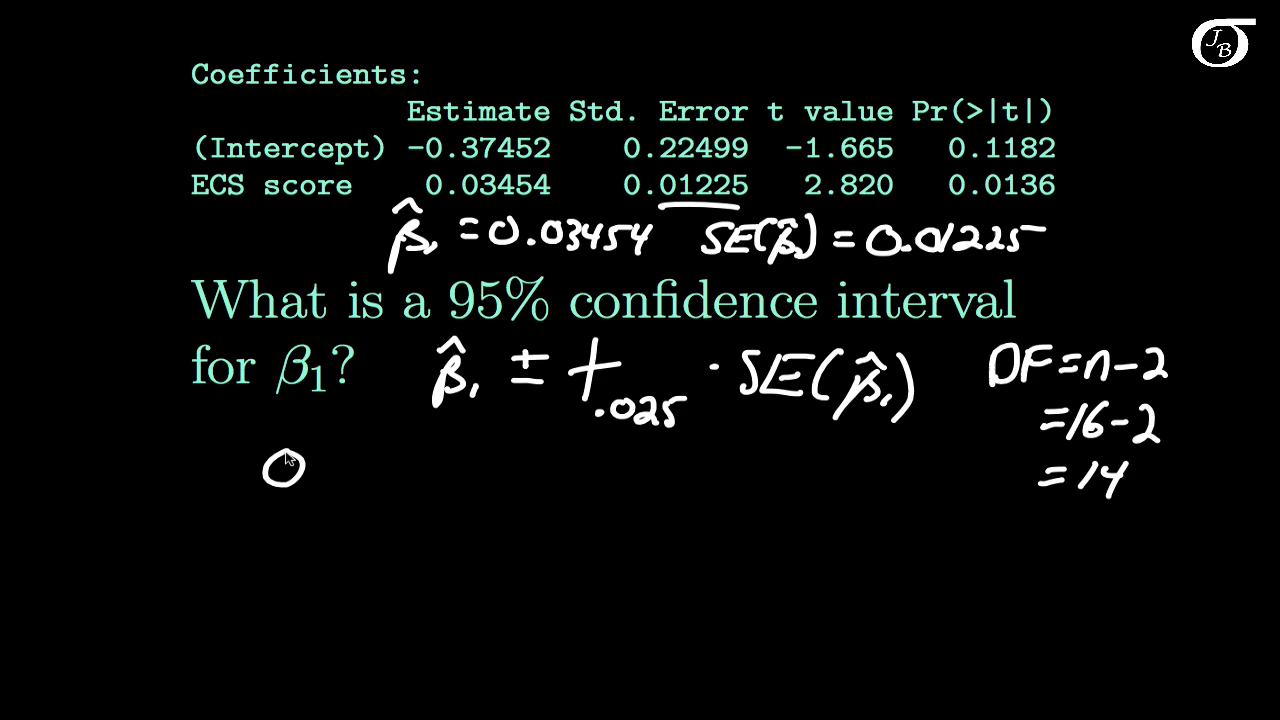 σ JB
Coefficients:
Estimate Std. Error t value Pr(>|t|)
(Intercept) -0.37452 0.22499 -1.665 0.1182
ECS score 0.03454 0.01225 2.820 0.0136
β̂₁ = 0.03454 SE(β̂₁) = 0.01225
What is a 95% confidence interval
for β₁? β̂₁ ± t.025 · SE(β̂₁) DF = n - 2
= 16 - 2
0 = 14